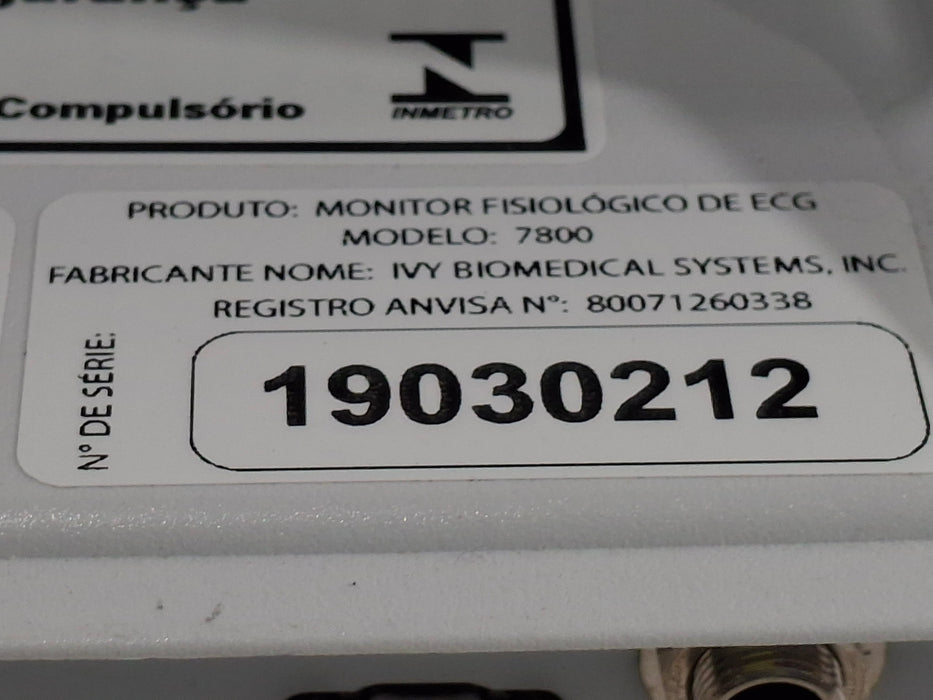 Compulsório
INMETRO
PRODUTO: MONITOR FISIOLÓGICO DE ECG
MODELO: 7800
FABRICANTE NOME: IVY BIOMEDICAL SYSTEMS, INC.
REGISTRO ANVISA Nº: 80071260338
Nº DE SÉRIE:
19030212